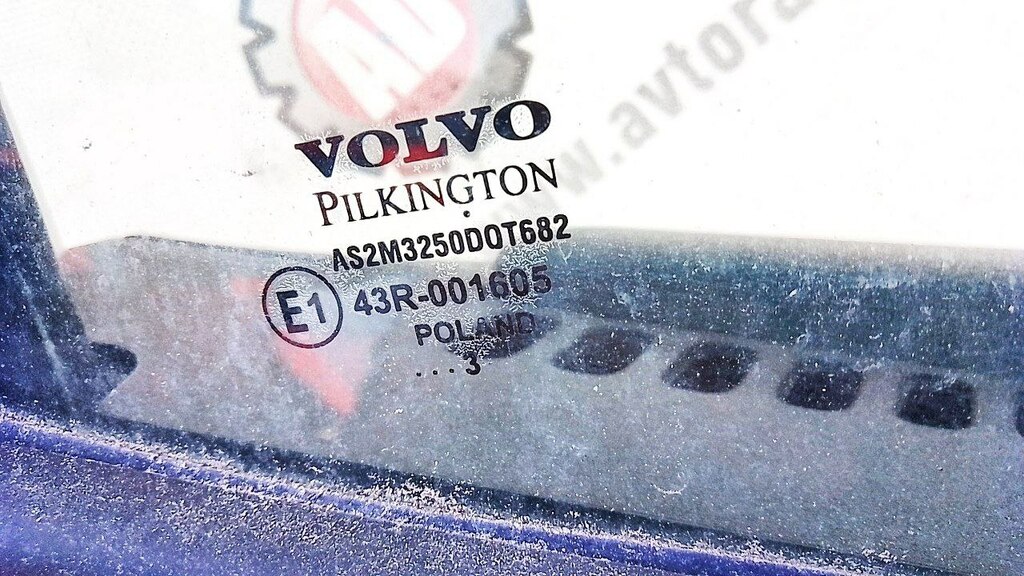 VOLVO
PILKINGTON
AS2M3250DOT682
E1 43R-001605
POLAND
...3